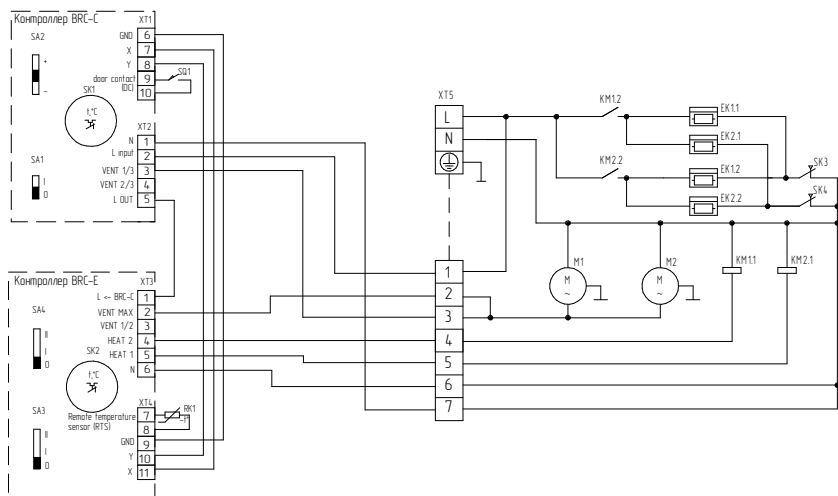 Контроллер BRC-C
XT1
SA2
GND 6
X 7
Y 8
door contact (DC) 9
10
SQ1
+
-
SK1
t,°C
XT2
N 1
L input 2
VENT 1/3 3
VENT 2/3 4
L OUT 5
SA1
I
0
Контроллер BRC-E
XT3
L <- BRC-C 1
VENT MAX 2
VENT 1/2 3
HEAT 2 4
HEAT 1 5
N 6
SA4
II
I
0
SK2
t,°C
XT4
Remote temperature
sensor (RTS)
7
8
RK1
-t°
GND 9
Y 10
X 11
SA3
II
I
0
XT5
L
N
1
2
3
4
5
6
7
KM1.2
EK1.1
EK2.1
KM2.2
EK1.2
EK2.2
SK3
SK4
M1
M
~
M2
M
~
KM1.1
KM2.1